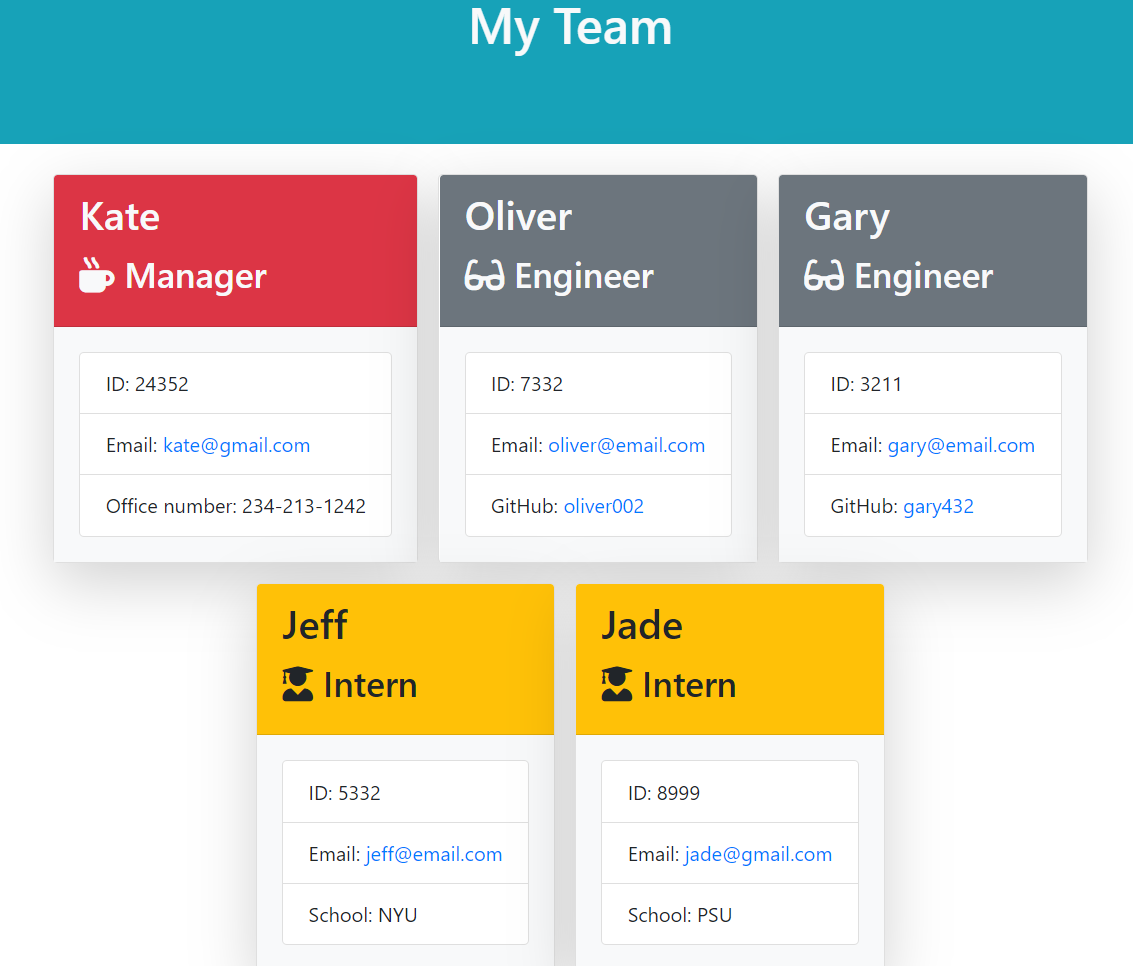 My Team
Kate
Manager
ID: 24352
Email: kate@gmail.com
Office number: 234-213-1242
Oliver
Engineer
ID: 7332
Email: oliver@email.com
GitHub: oliver002
Gary
Engineer
ID: 3211
Email: gary@email.com
GitHub: gary432
Jeff
Intern
ID: 5332
Email: jeff@email.com
School: NYU
Jade
Intern
ID: 8999
Email: jade@gmail.com
School: PSU